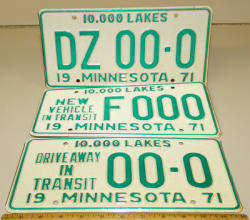 10,000 LAKES
DZ 00-0
19 MINNESOTA 71
10,000 LAKES
NEW
VEHICLE
IN TRANSIT
F 000
19 MINNESOTA 71
10,000 LAKES
DRIVEAWAY
IN
TRANSIT
00-0
19 MINNESOTA 71